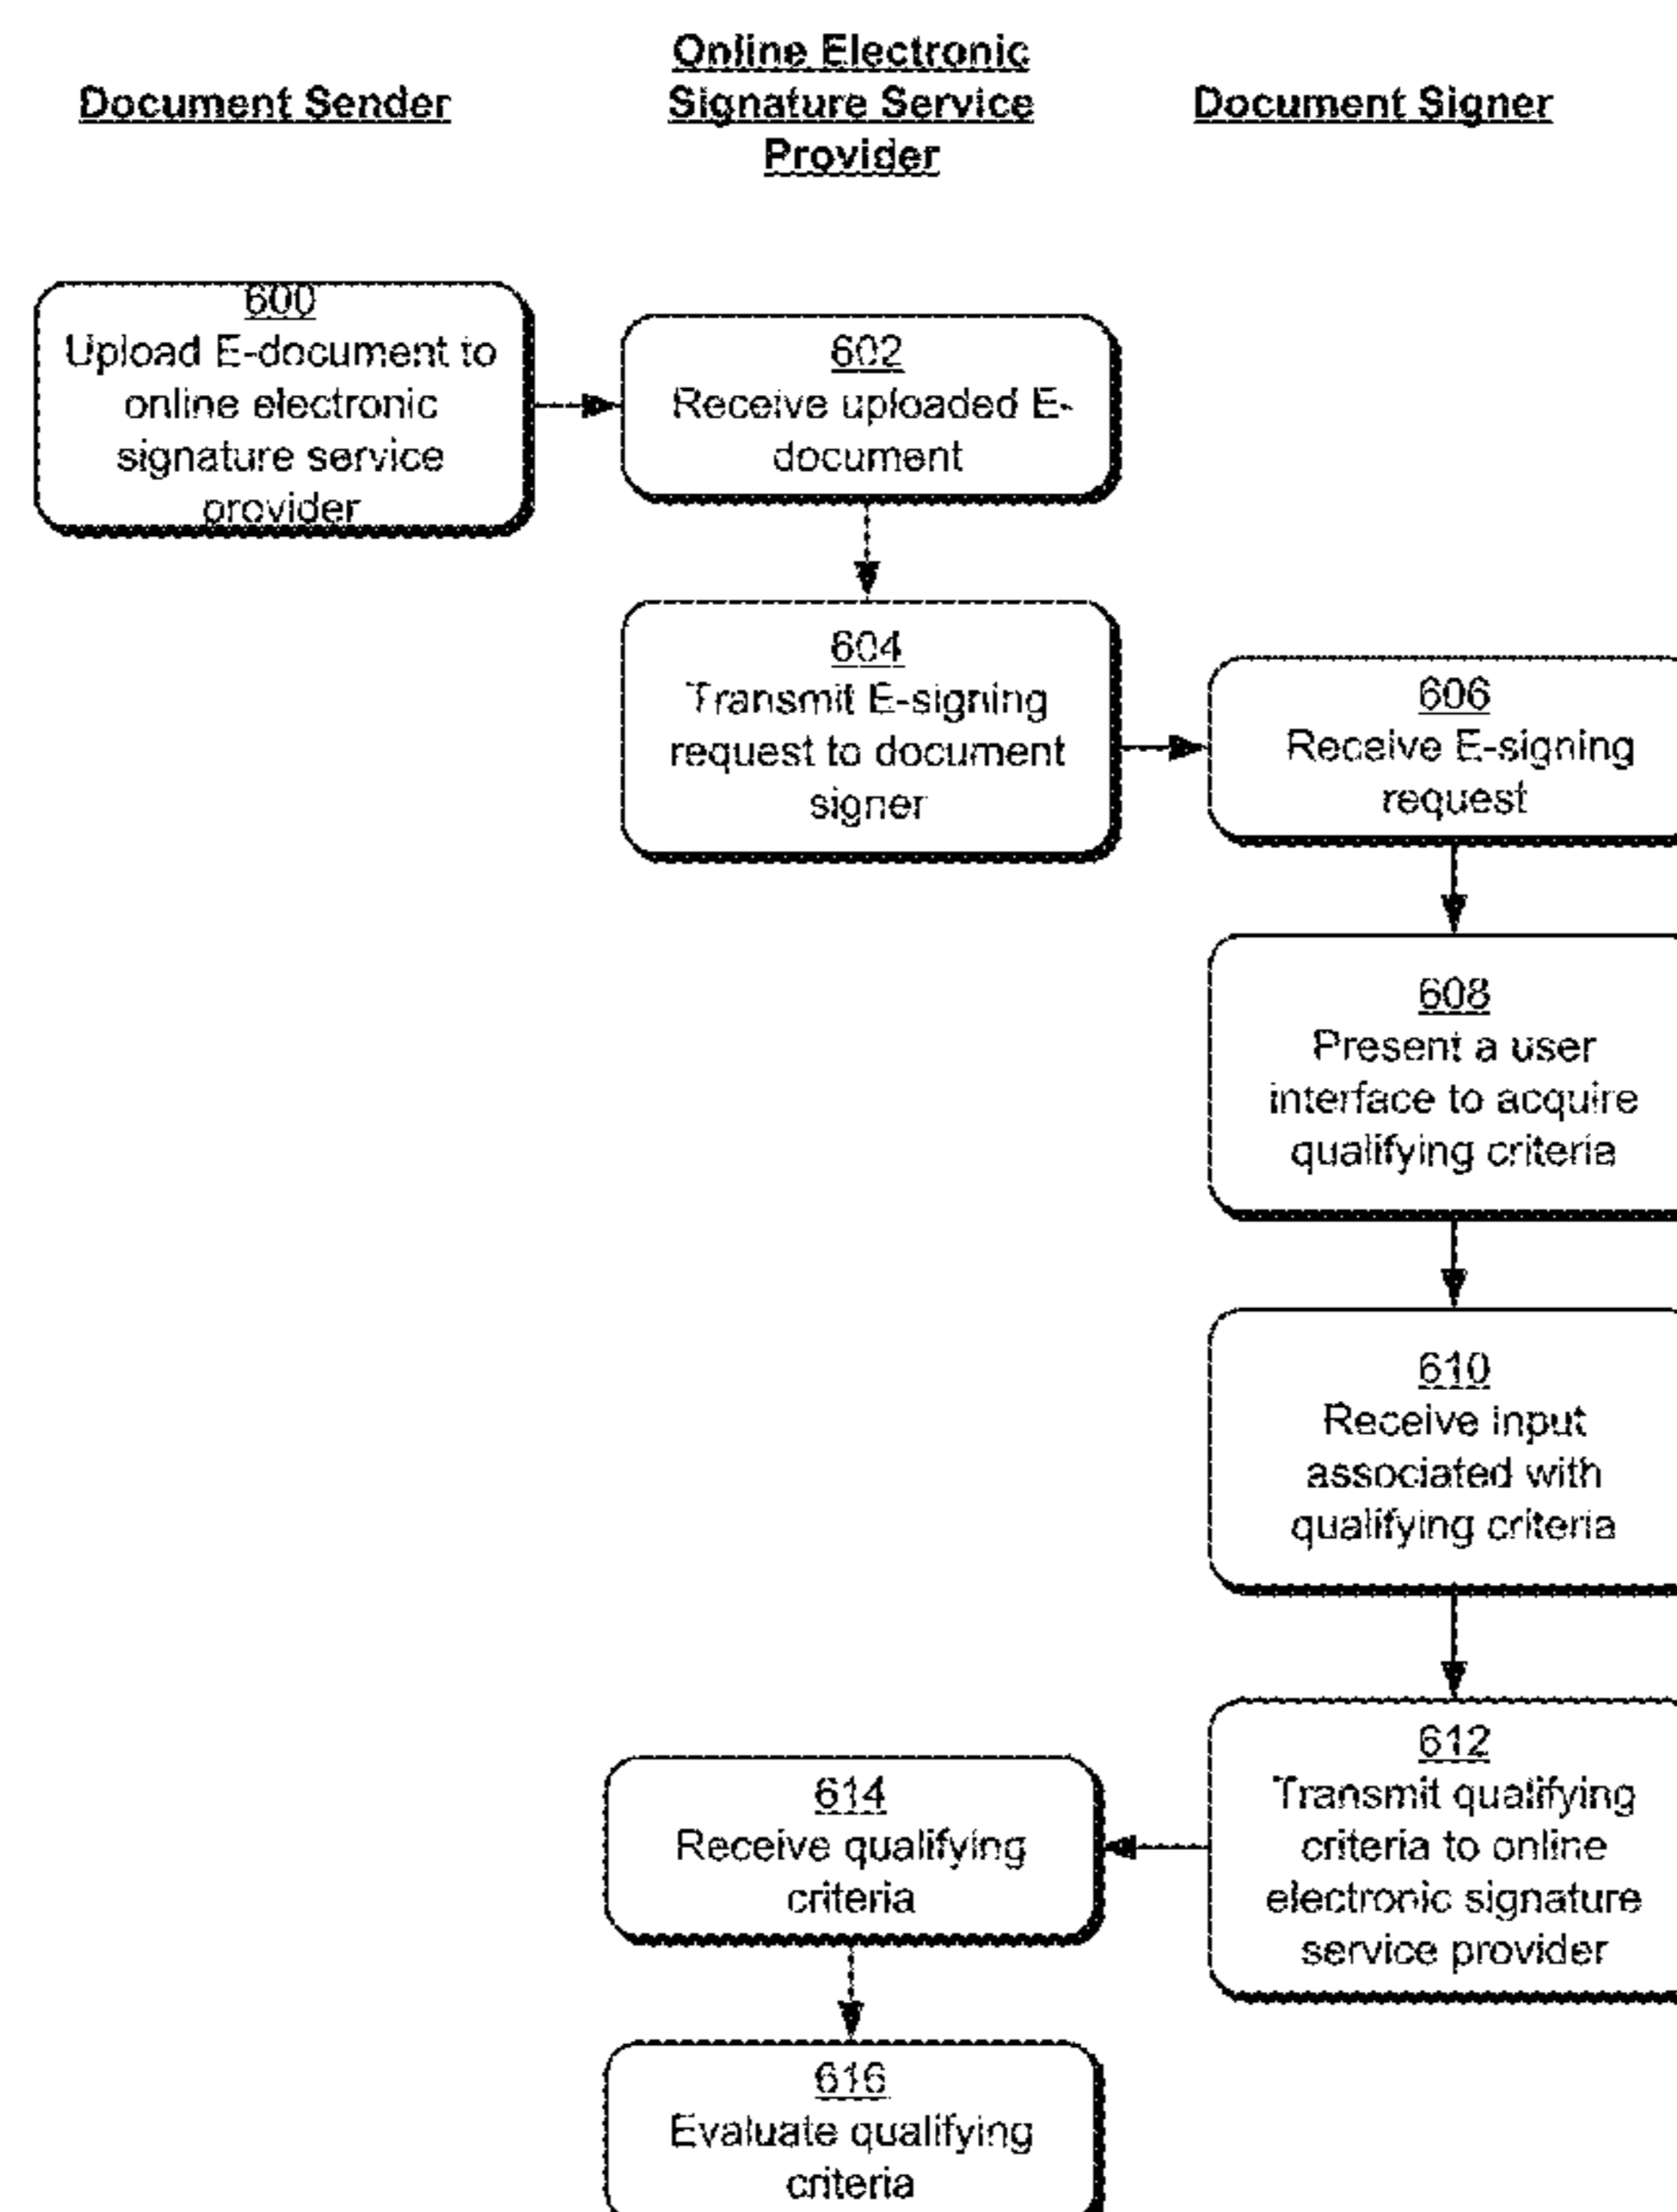 Document Sender
Online Electronic
Signature Service
Provider
Document Signer
600
Upload E-document to
online electronic
signature service
provider
602
Receive uploaded E-
document
604
Transmit E-signing
request to document
signer
606
Receive E-signing
request
608
Present a user
interface to acquire
qualifying criteria
610
Receive input
associated with
qualifying criteria
612
Transmit qualifying
criteria to online
electronic signature
service provider
614
Receive qualifying
criteria
616
Evaluate qualifying
criteria